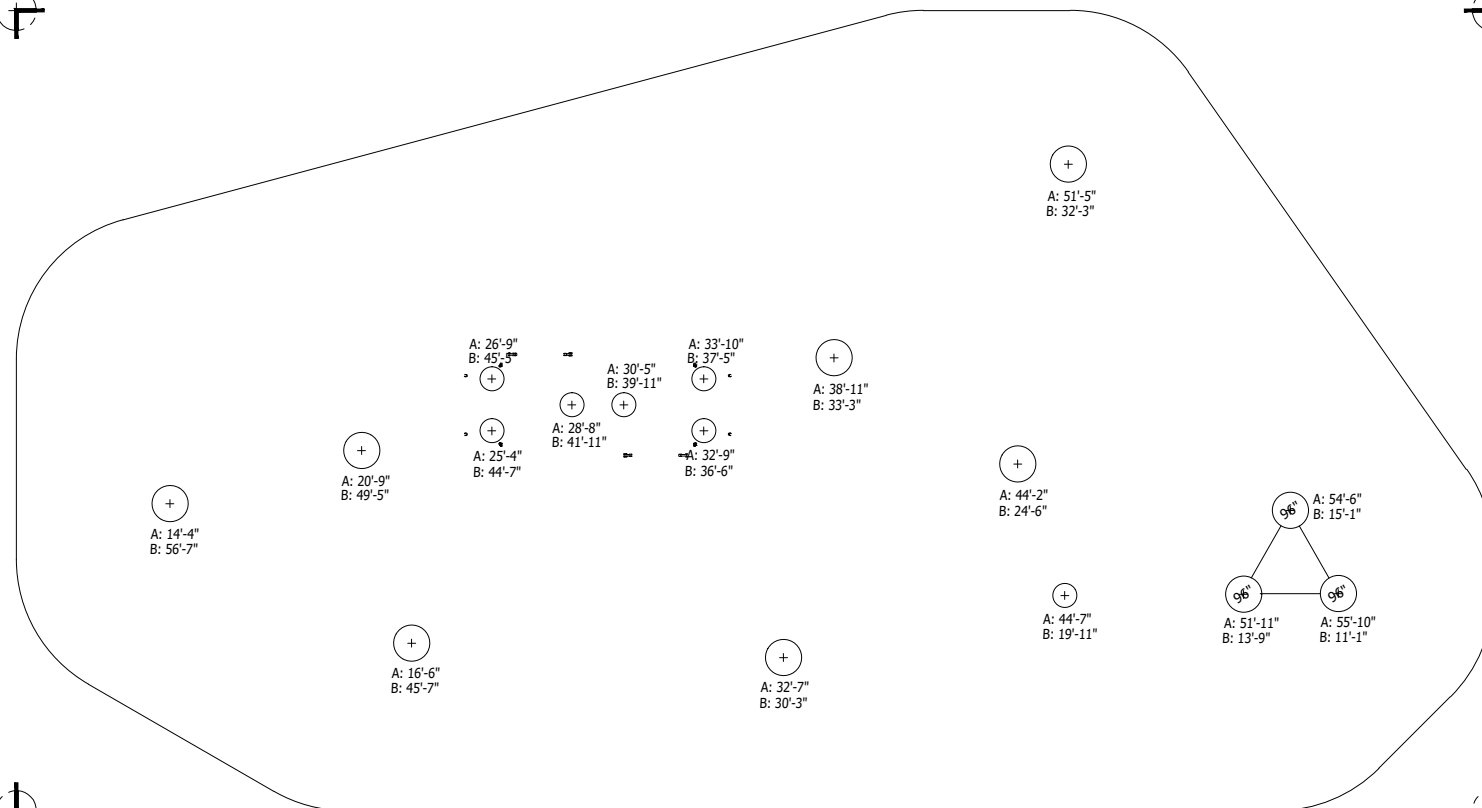 A: 51'-5"
B: 32'-3"
A: 26'-9"
B: 45'-5"
A: 33'-10"
B: 37'-5"
A: 30'-5"
B: 39'-11"
A: 38'-11"
B: 33'-3"
A: 28'-8"
B: 41'-11"
A: 25'-4"
B: 44'-7"
A: 32'-9"
B: 36'-6"
A: 20'-9"
B: 49'-5"
A: 44'-2"
B: 24'-6"
96"
A: 54'-6"
B: 15'-1"
A: 14'-4"
B: 56'-7"
96"
96"
A: 44'-7"
B: 19'-11"
A: 51'-11"
B: 13'-9"
A: 55'-10"
B: 11'-1"
A: 16'-6"
B: 45'-7"
A: 32'-7"
B: 30'-3"